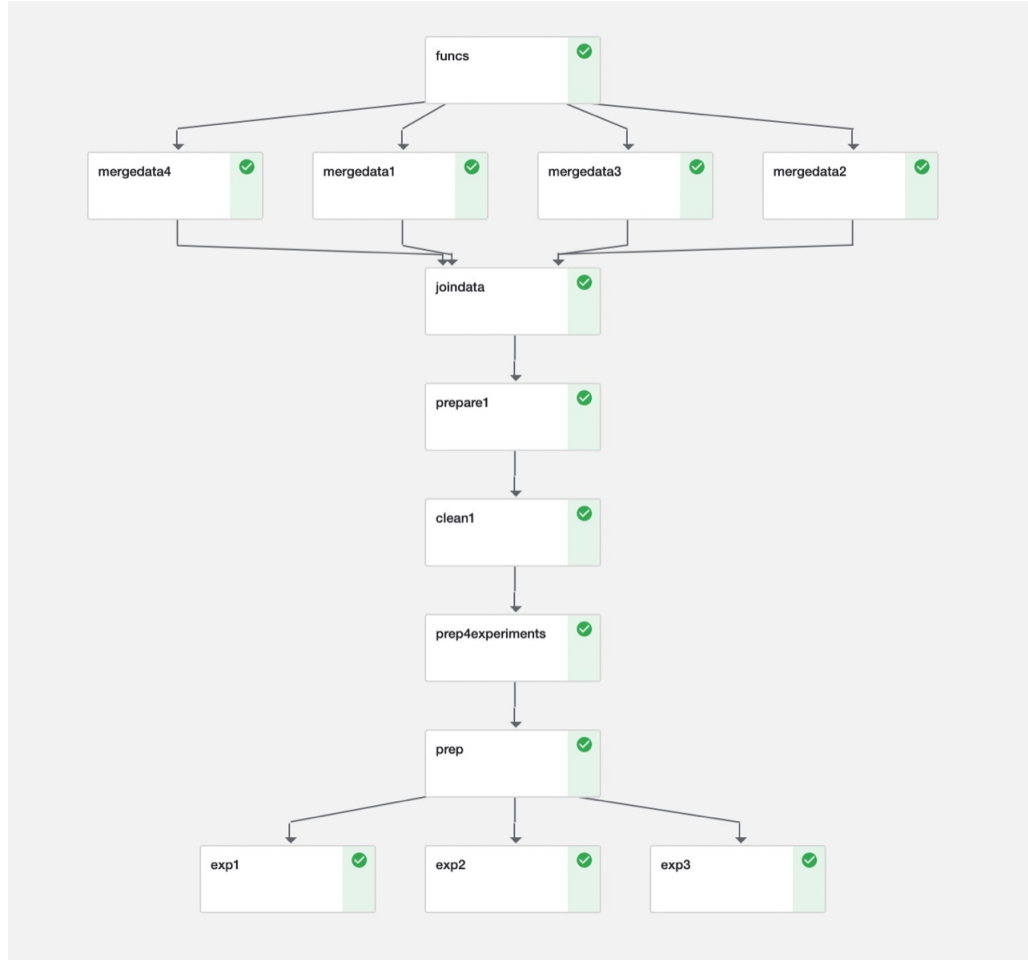 funcs
mergedata4
mergedata1
mergedata3
mergedata2
joindata
prepare1
clean1
prep4experiments
prep
exp1
exp2
exp3